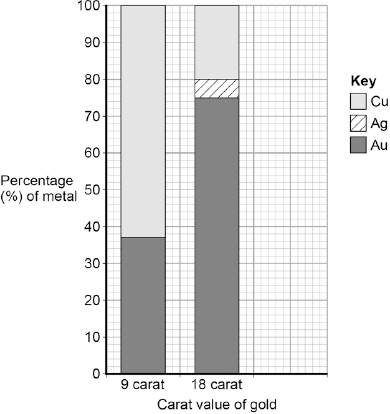 100
90
80
70
60
50
40
30
20
10
0
Percentage
(%) of metal
9 carat
18 carat
Carat value of gold
Key
Cu
Ag
Au